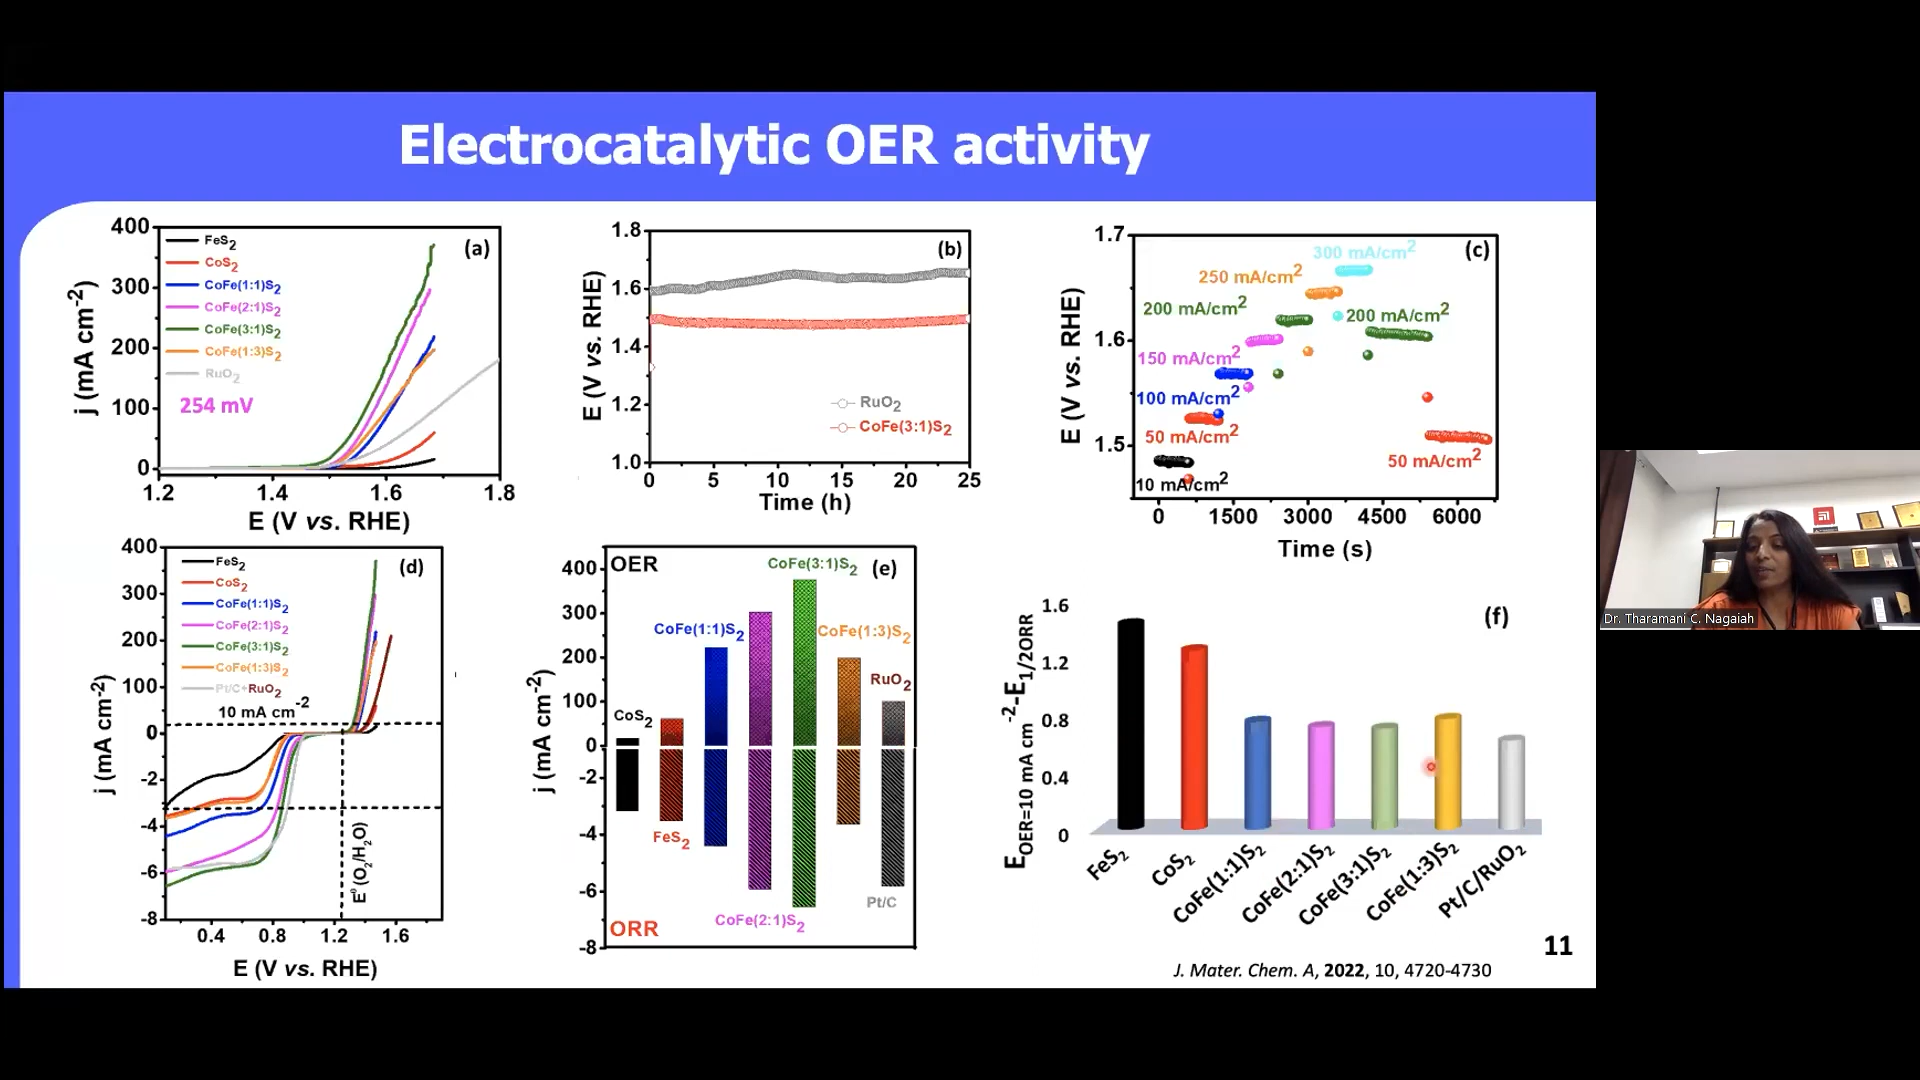 Electrocatalytic OER activity
400
300
200
100
0
1.2 1.4 1.6 1.8
j (mA cm-2)
E (V vs. RHE)
FeS2
CoS2
CoFe(1:1)S2
CoFe(2:1)S2
CoFe(3:1)S2
CoFe(1:3)S2
RuO2
254 mV
(a)
1.8
1.6
1.4
1.2
1.0
0 5 10 15 20 25
E (V vs. RHE)
Time (h)
RuO2
CoFe(3:1)S2
(b)
1.7
1.6
1.5
0 1500 3000 4500 6000
E (V vs. RHE)
Time (s)
300 mA/cm2
250 mA/cm2
200 mA/cm2
200 mA/cm2
150 mA/cm2
100 mA/cm2
50 mA/cm2
50 mA/cm2
10 mA/cm2
(c)
400
300
200
100
0
-2
-4
-6
-8
0.4 0.8 1.2 1.6
j (mA cm-2)
E (V vs. RHE)
FeS2
CoS2
CoFe(1:1)S2
CoFe(2:1)S2
CoFe(3:1)S2
CoFe(1:3)S2
Pt/C+RuO2
10 mA cm-2
E0 (O2/H2O)
(d)
400
300
200
100
0
-2
-4
-6
-8
j (mA cm-2)
OER
CoFe(3:1)S2
(e)
CoFe(1:1)S2
CoFe(1:3)S2
RuO2
CoS2
FeS2
Pt/C
CoFe(2:1)S2
ORR
1.6
1.2
0.8
0.4
0
EOER=10 mA cm-2-E1/2ORR
(f)
FeS2
CoS2
CoFe(1:1)S2
CoFe(2:1)S2
CoFe(3:1)S2
CoFe(1:3)S2
Pt/C/RuO2
11
J. Mater. Chem. A, 2022, 10, 4720-4730
Dr. Tharamani C. Nagaiah